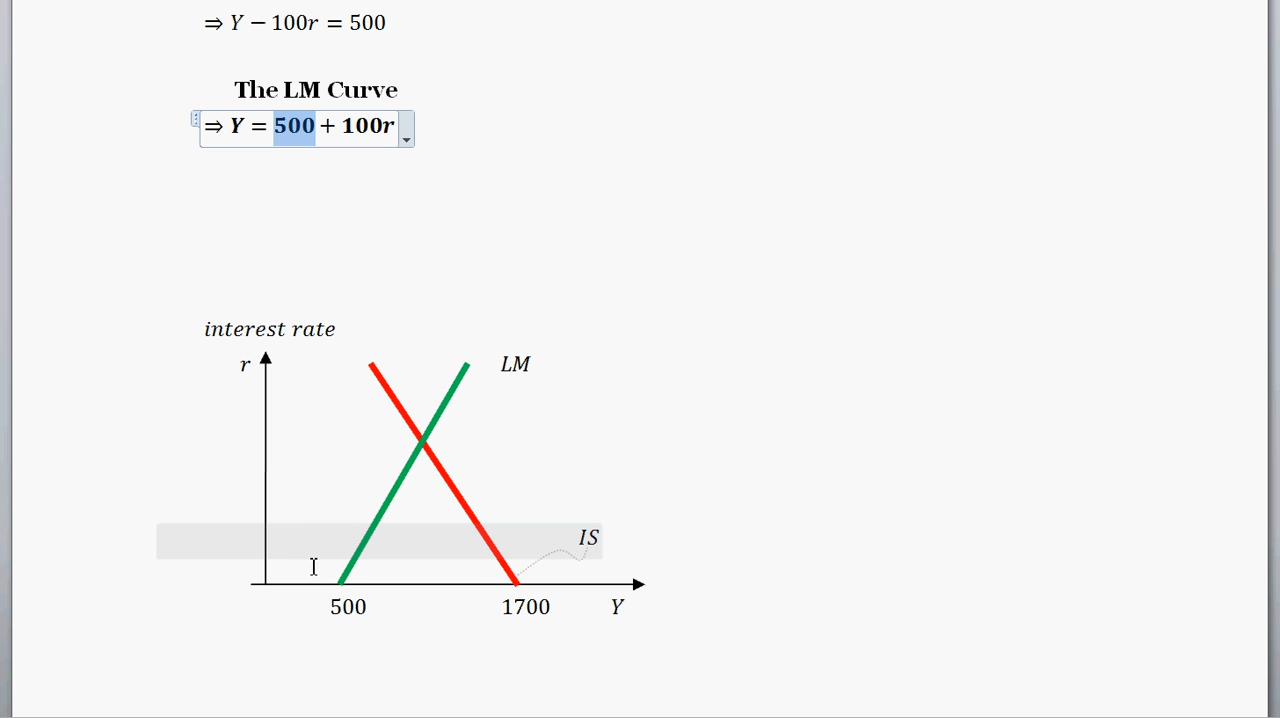 ⇒ Y − 100r = 500
The LM Curve
⇒ Y = 500 + 100r
interest rate
r
LM
IS
500
1700
Y